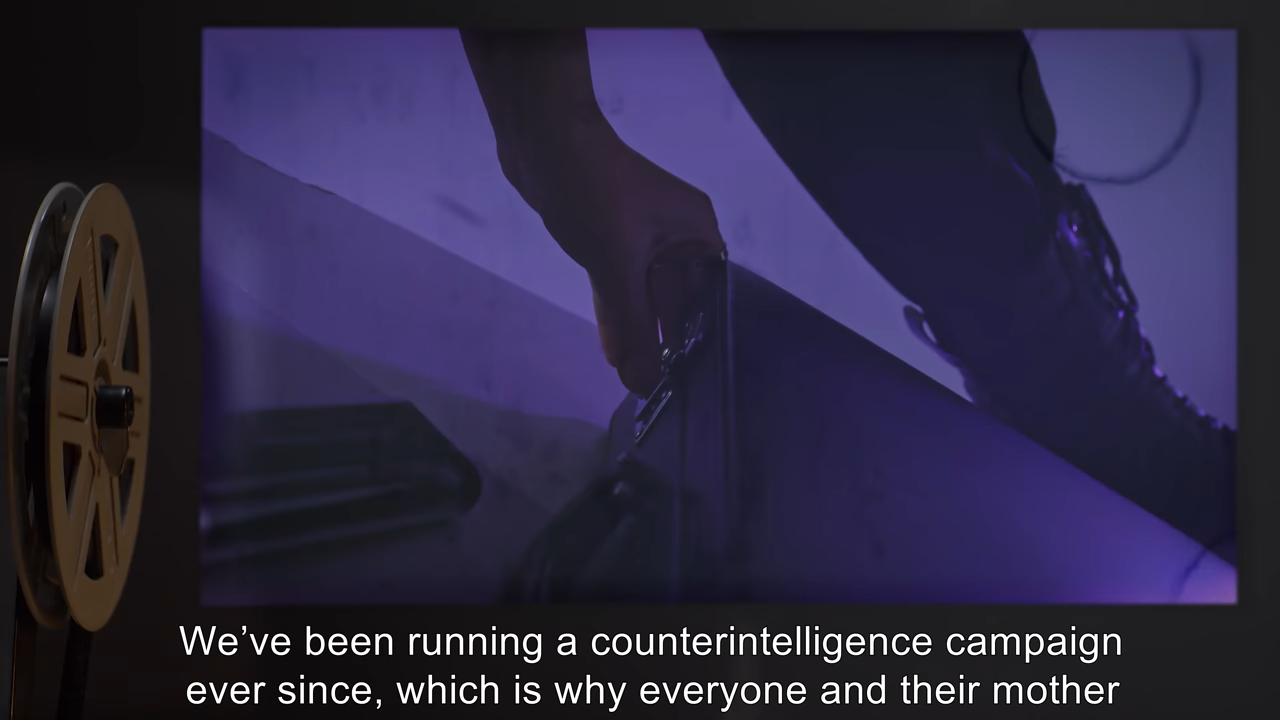 We’ve been running a counterintelligence campaign
ever since, which is why everyone and their mother